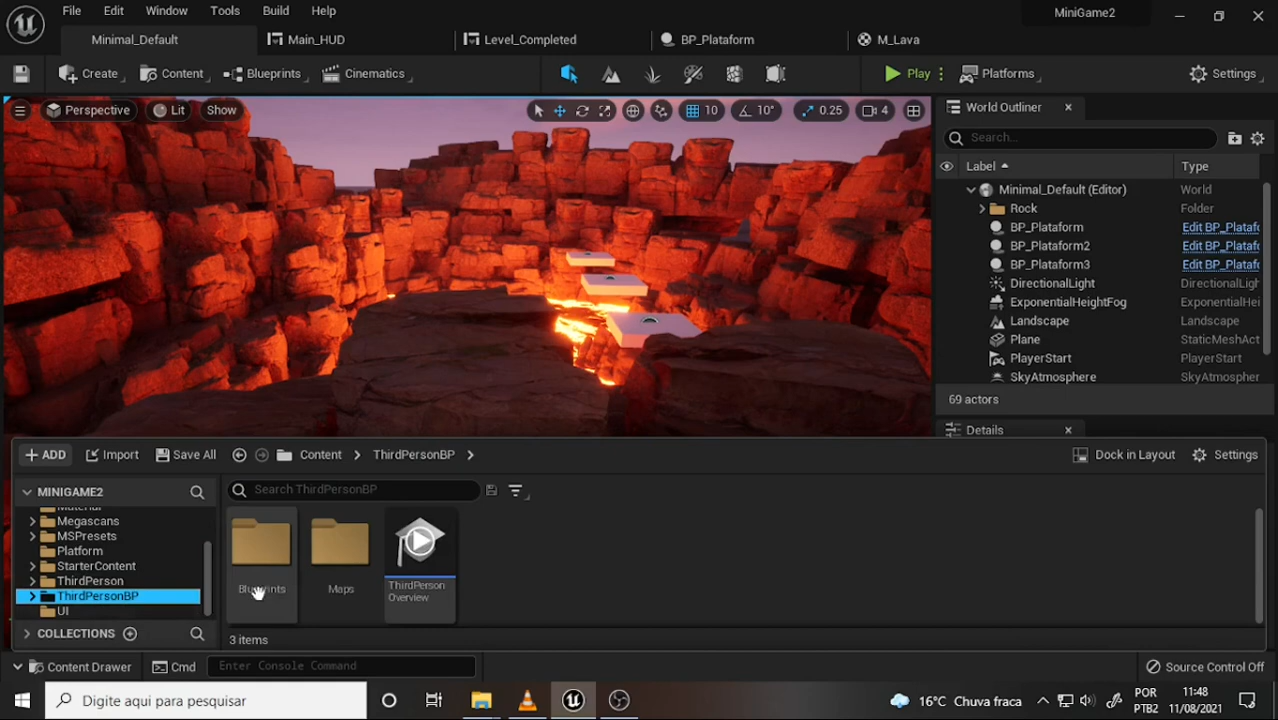 File Edit Window Tools Build Help
MiniGame2
Minimal_Default Main_HUD Level_Completed BP_Plataform M_Lava
Create Content Blueprints Cinematics Play Platforms Settings
Perspective Lit Show 10 10° 0.25 4
World Outliner
Search...
Label Type
Minimal_Default (Editor) World
Rock Folder
BP_Plataform Edit BP_Plataf
BP_Plataform2 Edit BP_Plataf
BP_Plataform3 Edit BP_Plataf
DirectionalLight DirectionalLig
ExponentialHeightFog ExponentialHei
Landscape Landscape
Plane StaticMeshAct
PlayerStart PlayerStart
SkyAtmosphere SkyAtmospher
69 actors
Details
ADD Import Save All Content ThirdPersonBP Dock in Layout Settings
MINIGAME2
Search ThirdPersonBP
Material
Megascans
MSPresets
Platform
StarterContent
ThirdPerson
ThirdPersonBP
UI
Blueprints Maps ThirdPerson
Overview
COLLECTIONS
3 items
Content Drawer Cmd Enter Console Command Source Control Off
Digite aqui para pesquisar
16°C Chuva fraca
POR
PTB2
11:48
11/08/2021